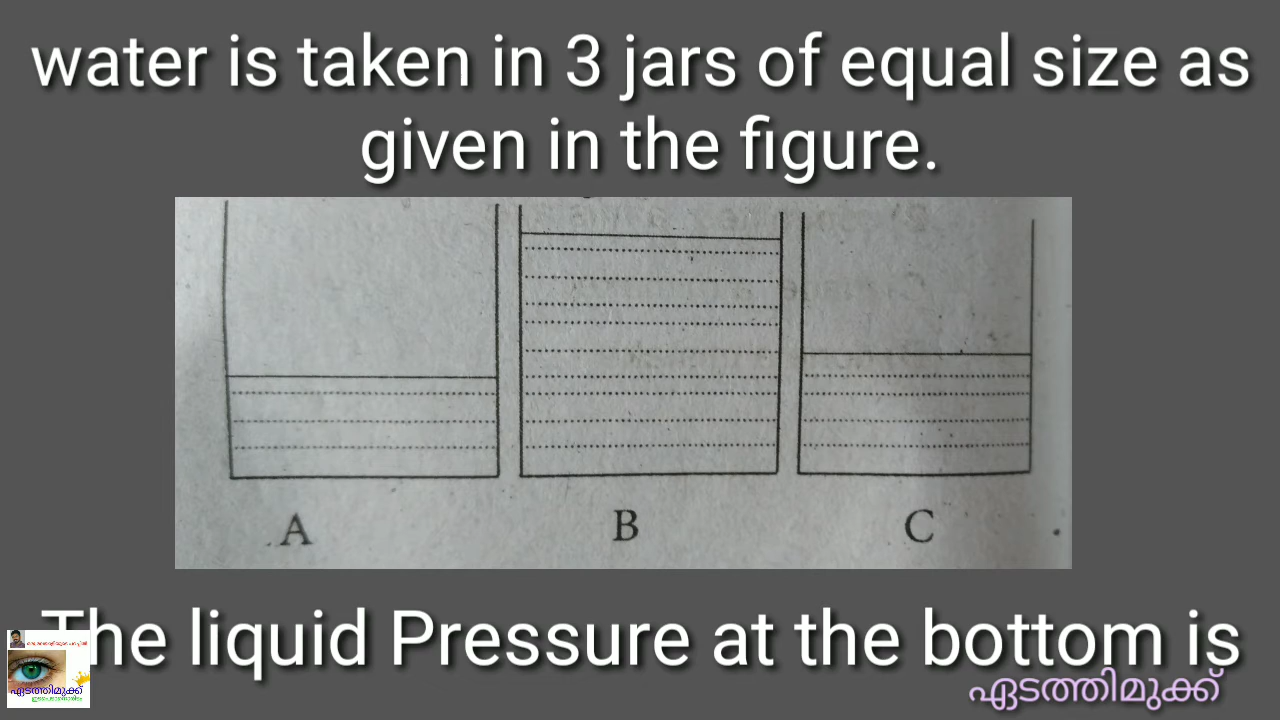 water is taken in 3 jars of equal size as
given in the figure.
A B C
The liquid Pressure at the bottom is
ഏടത്തിമുക്ക്
ഏടത്തിമുക്ക്